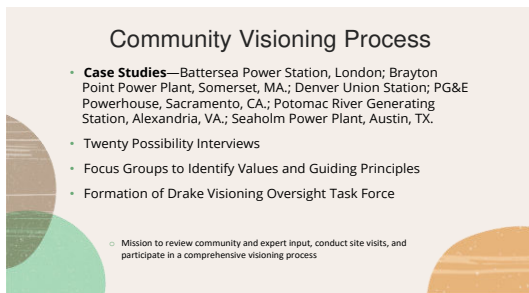 Community Visioning Process
• Case Studies—Battersea Power Station, London; Brayton
Point Power Plant, Somerset, MA.; Denver Union Station; PG&E
Powerhouse, Sacramento, CA.; Potomac River Generating
Station, Alexandria, VA.; Seaholm Power Plant, Austin, TX.
• Twenty Possibility Interviews
• Focus Groups to Identify Values and Guiding Principles
• Formation of Drake Visioning Oversight Task Force
○ Mission to review community and expert input, conduct site visits, and
participate in a comprehensive visioning process